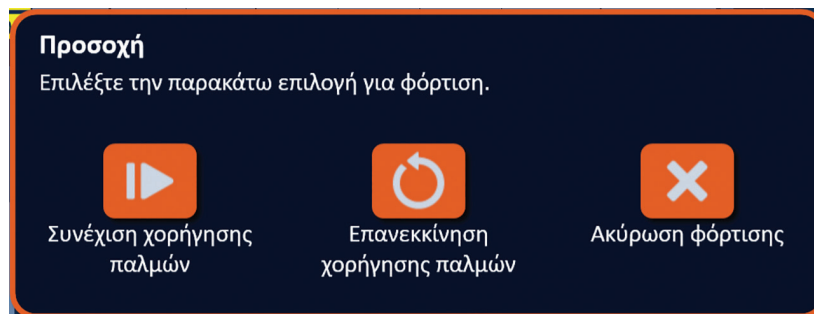 Προσοχή
Επιλέξτε την παρακάτω επιλογή για φόρτιση.
Συνέχιση χορήγησης
παλμών
Επανεκκίνηση
χορήγησης παλμών
Ακύρωση φόρτισης